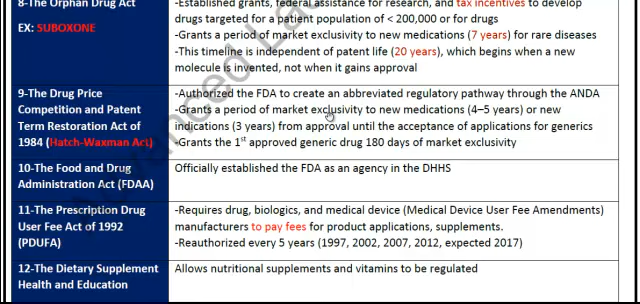 8-The Orphan Drug Act
EX: SUBOXONE
-Established grants, federal assistance for research, and tax incentives to develop
drugs targeted for a patient population of < 200,000 or for drugs
-Grants a period of market exclusivity to new medications (7 years) for rare diseases
-This timeline is independent of patent life (20 years), which begins when a new
molecule is invented, not when it gains approval
9-The Drug Price
Competition and Patent
Term Restoration Act of
1984 (Hatch-Waxman Act)
-Authorized the FDA to create an abbreviated regulatory pathway through the ANDA
-Grants a period of market exclusivity to new medications (4–5 years) or new
indications (3 years) from approval until the acceptance of applications for generics
-Grants the 1st approved generic drug 180 days of market exclusivity
10-The Food and Drug
Administration Act (FDAA)
Officially established the FDA as an agency in the DHHS
11-The Prescription Drug
User Fee Act of 1992
(PDUFA)
-Requires drug, biologics, and medical device (Medical Device User Fee Amendments)
manufacturers to pay fees for product applications, supplements.
-Reauthorized every 5 years (1997, 2002, 2007, 2012, expected 2017)
12-The Dietary Supplement
Health and Education
Allows nutritional supplements and vitamins to be regulated